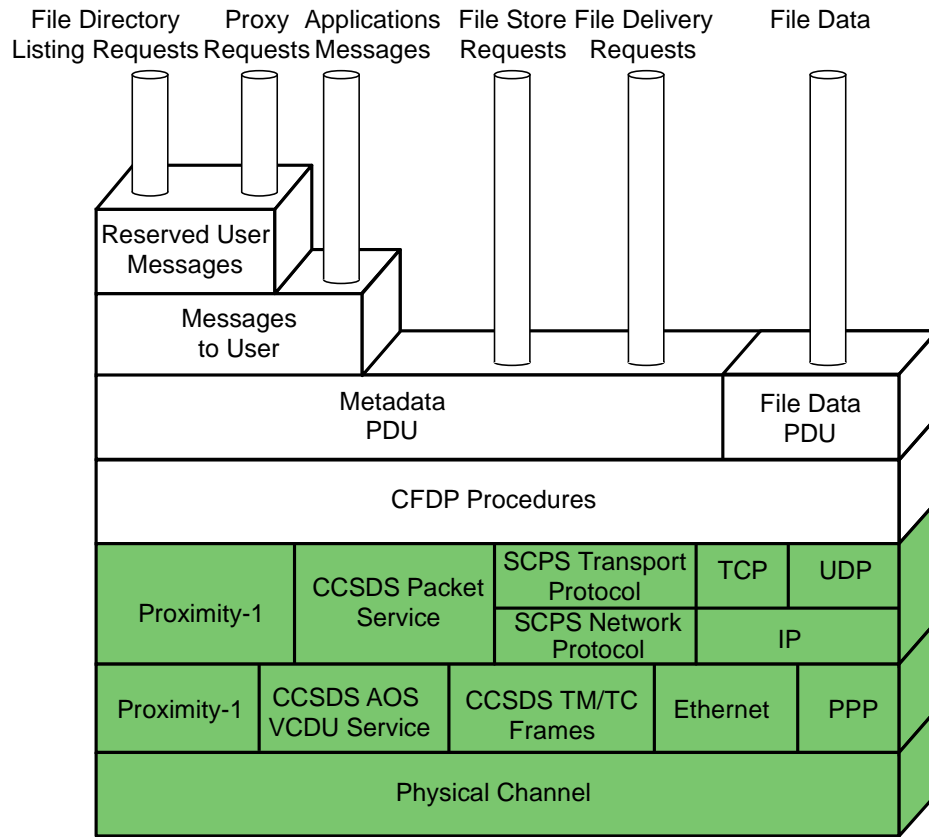 File Directory
Listing Requests
Proxy
Requests
Applications
Messages
File Store
Requests
File Delivery
Requests
File Data
Reserved User
Messages
Messages
to User
Metadata
PDU
File Data
PDU
CFDP Procedures
Proximity-1
CCSDS Packet
Service
SCPS Transport
Protocol
TCP
UDP
SCPS Network
Protocol
IP
Proximity-1
CCSDS AOS
VCDU Service
CCSDS TM/TC
Frames
Ethernet
PPP
Physical Channel